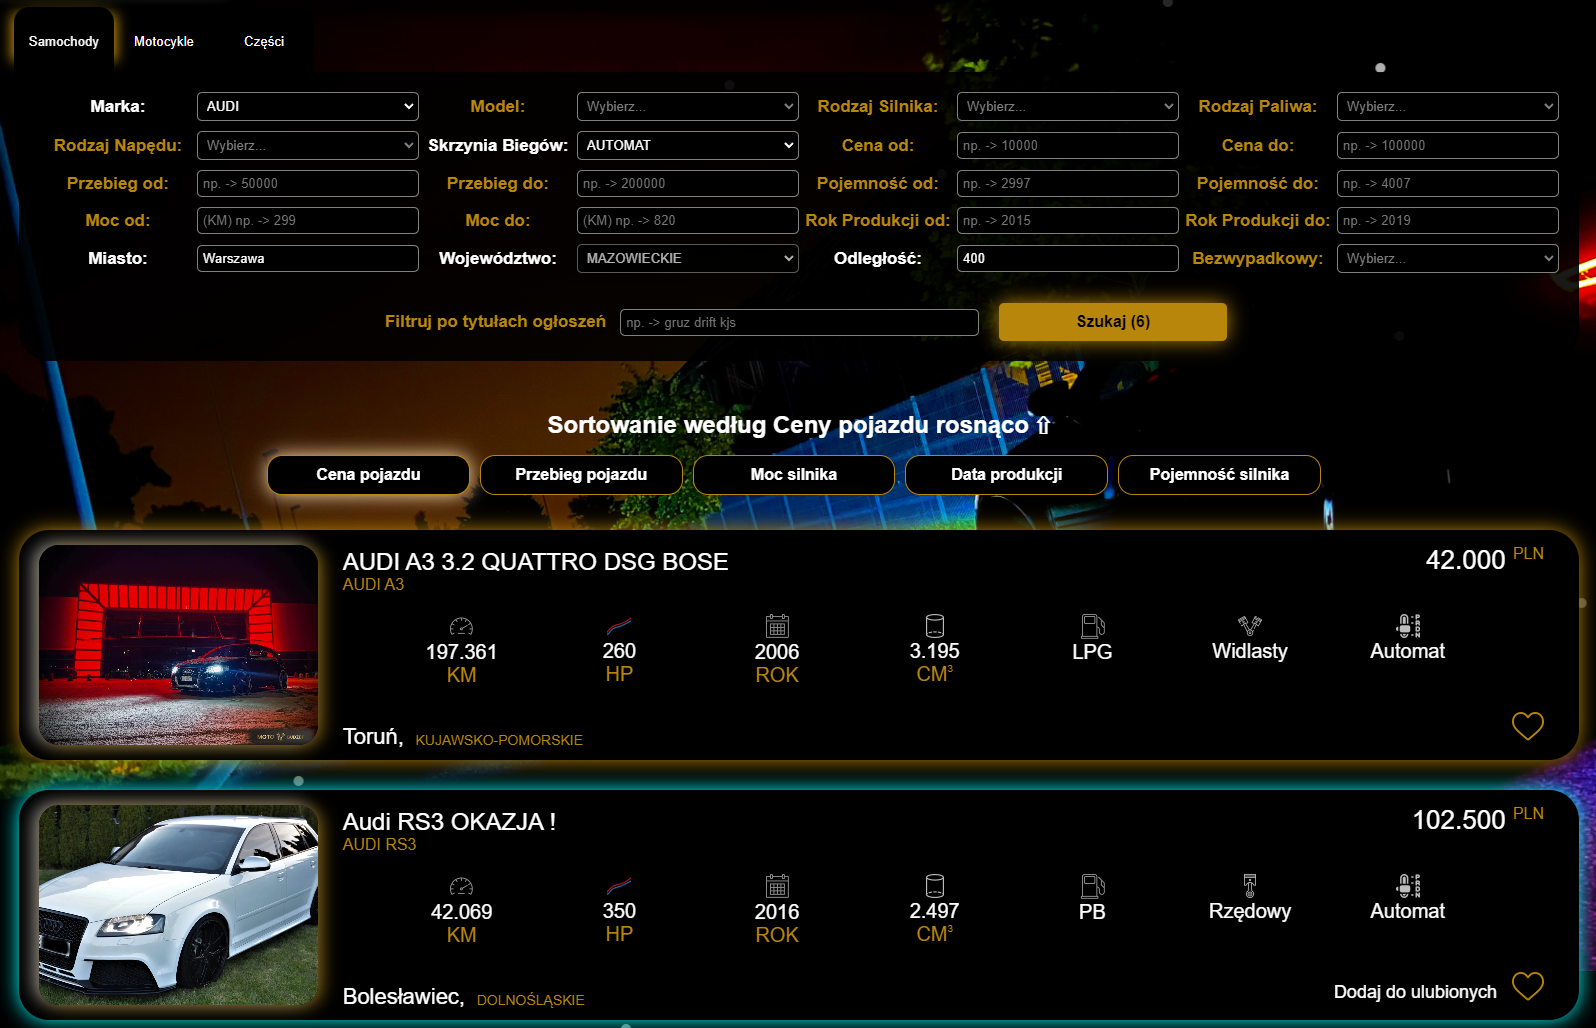 Samochody Motocykle Części
Marka: AUDI Model: Wybierz... Rodzaj Silnika: Wybierz... Rodzaj Paliwa: Wybierz...
Rodzaj Napędu: Wybierz... Skrzynia Biegów: AUTOMAT Cena od: np. -> 10000 Cena do: np. -> 100000
Przebieg od: np. -> 50000 Przebieg do: np. -> 200000 Pojemność od: np. -> 2997 Pojemność do: np. -> 4007
Moc od: (KM) np. -> 299 Moc do: (KM) np. -> 820 Rok Produkcji od: np. -> 2015 Rok Produkcji do: np. -> 2019
Miasto: Warszawa Województwo: MAZOWIECKIE Odległość: 400 Bezwypadkowy: Wybierz...
Filtruj po tytułach ogłoszeń np. -> gruz drift kjs Szukaj (6)
Sortowanie według Ceny pojazdu rosnąco ⇧
Cena pojazdu Przebieg pojazdu Moc silnika Data produkcji Pojemność silnika
AUDI A3 3.2 QUATTRO DSG BOSE 42.000 PLN
AUDI A3
197.361 260 2006 3.195 LPG Widlasty Automat
KM HP ROK CM³
Toruń, KUJAWSKO-POMORSKIE
Audi RS3 OKAZJA ! 102.500 PLN
AUDI RS3
42.069 350 2016 2.497 PB Rzędowy Automat
KM HP ROK CM³
Bolesławiec, DOLNOŚLĄSKIE Dodaj do ulubionych